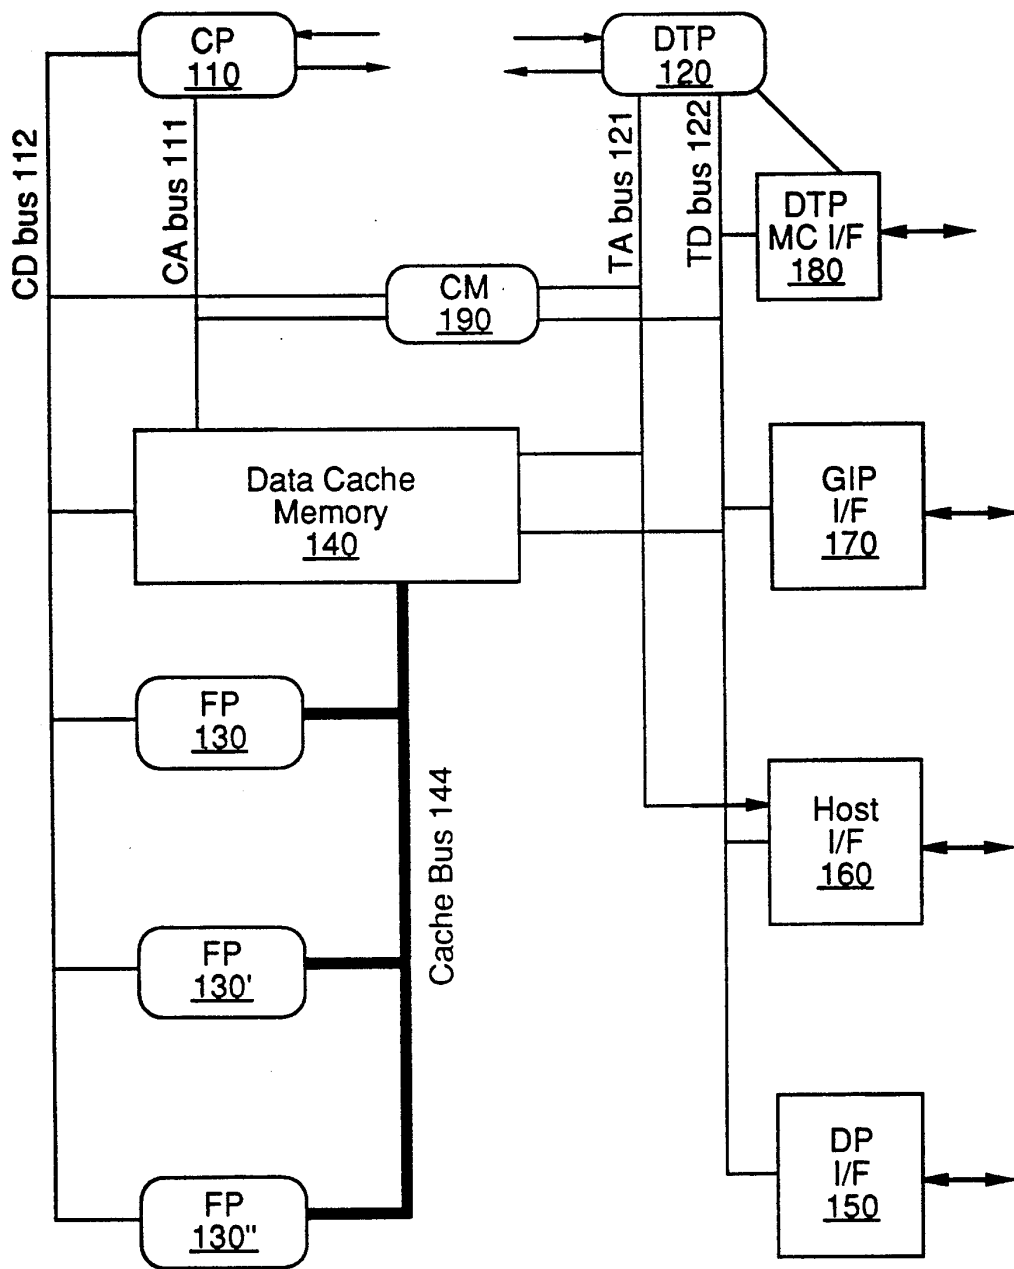 CP
110
DTP
120
CD bus 112
CA bus 111
TA bus 121
TD bus 122
DTP
MC I/F
180
CM
190
Data Cache
Memory
140
GIP
I/F
170
FP
130
Cache Bus 144
Host
I/F
160
FP
130'
DP
I/F
150
FP
130"